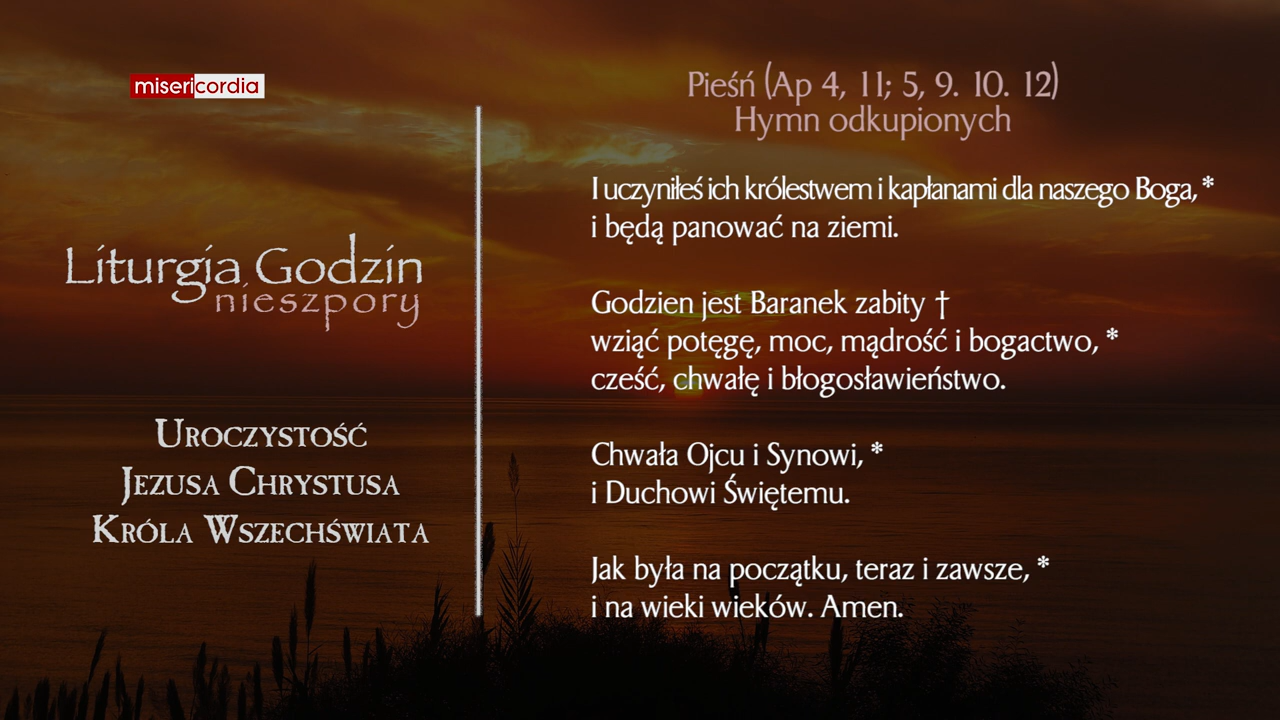 misericordia
Liturgia Godzin
nieszpory
Uroczystość
Jezusa Chrystusa
Króla Wszechświata
Pieśń (Ap 4, 11; 5, 9. 10. 12)
Hymn odkupionych
I uczyniłeś ich królestwem i kapłanami dla naszego Boga, *
i będą panować na ziemi.
Godzien jest Baranek zabity †
wziąć potęgę, moc, mądrość i bogactwo, *
cześć, chwałę i błogosławieństwo.
Chwała Ojcu i Synowi, *
i Duchowi Świętemu.
Jak była na początku, teraz i zawsze, *
i na wieki wieków. Amen.